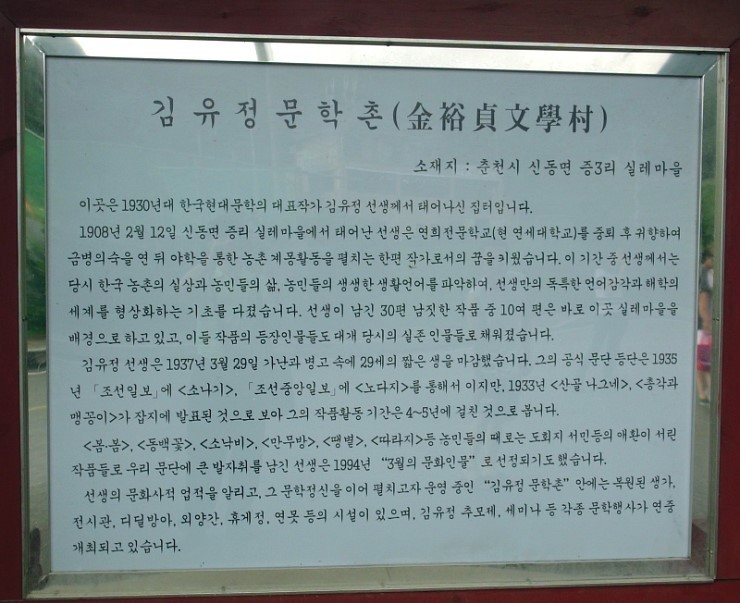 김유정문학촌(金裕貞文學村)
소재지 : 춘천시 신동면 증3리 실레마을
이곳은 1930년대 한국현대문학의 대표작가 김유정 선생께서 태어나신 집터입니다.
1908년 2월 12일 신동면 증리 실레마을에서 태어난 선생은 연희전문학교(현 연세대학교)를 중퇴 후 귀향하여
금병의숙을 연 뒤 야학을 통한 농촌 계몽활동을 펼치는 한편 작가로서의 꿈을 키웠습니다. 이 기간 중 선생께서는
당시 한국 농촌의 실상과 농민들의 삶, 농민들의 생생한 생활언어를 파악하여, 선생만의 독특한 언어감각과 해학의
세계를 형상화하는 기초를 다졌습니다. 선생이 남긴 30편 남짓한 작품 중 10여 편은 바로 이곳 실레마을을
배경으로 하고 있고, 이들 작품의 등장인물들도 대개 당시의 실존 인물들로 채워졌습니다.
김유정 선생은 1937년 3월 29일 가난과 병고 속에 29세의 짧은 생을 마감했습니다. 그의 공식 문단 등단은 1935
년 「조선일보」에 <소나기>, 「조선중앙일보」에 <노다지>를 통해서 이지만, 1933년 <산골 나그네>, <총각과
맹꽁이>가 잡지에 발표된 것으로 보아 그의 작품활동 기간은 4~5년에 걸친 것으로 봅니다.
<봄·봄>, <동백꽃>, <소낙비>, <만무방>, <땡볕>, <따라지>등 농민들의 때로는 도회지 서민등의 애환이 서린
작품들로 우리 문단에 큰 발자취를 남긴 선생은 1994년 “3월의 문화인물”로 선정되기도 했습니다.
선생의 문화사적 업적을 알리고, 그 문학정신을 이어 펼치고자 운영 중인 “김유정 문학촌” 안에는 복원된 생가,
전시관, 디딜방아, 외양간, 휴게정, 연못 등의 시설이 있으며, 김유정 추모제, 세미나 등 각종 문학행사가 연중
개최되고 있습니다.